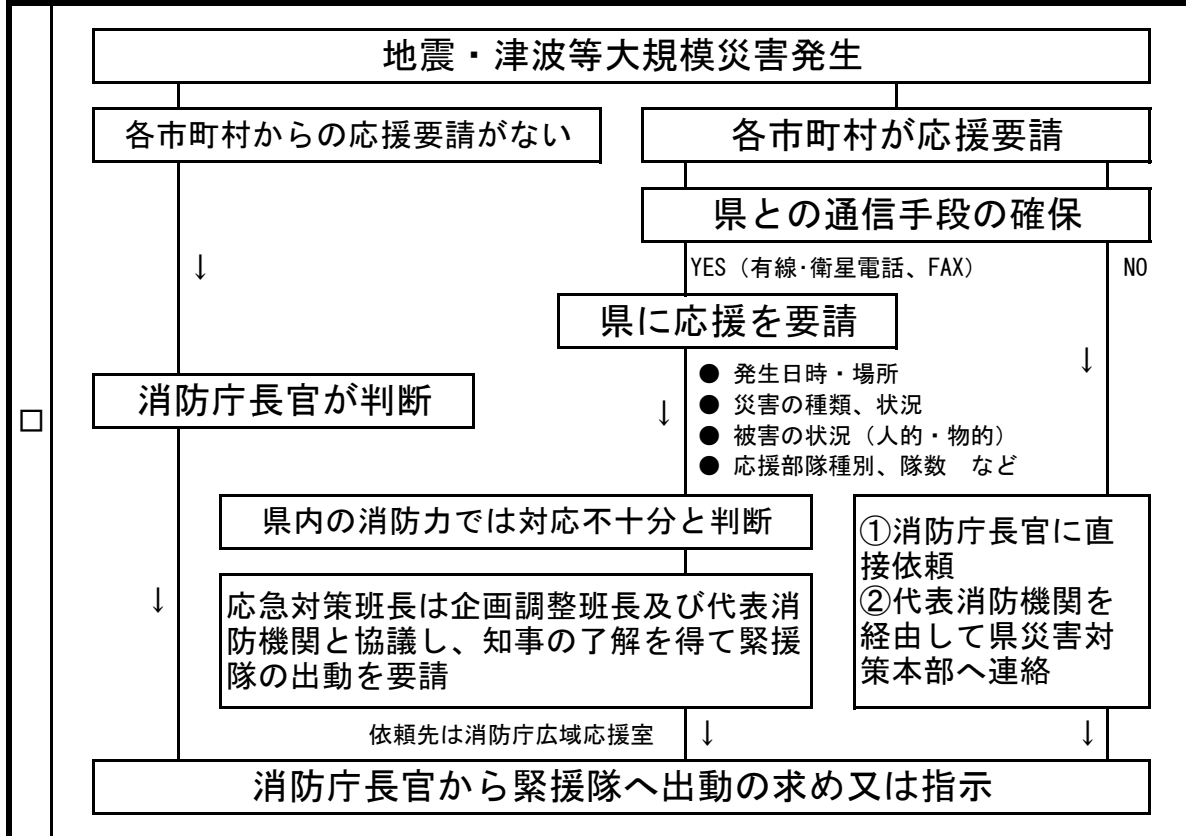 地震・津波等大規模災害発生
各市町村からの応援要請がない
各市町村が応援要請
県との通信手段の確保
↓
YES（有線･衛星電話、FAX）
NO
県に応援を要請
↓
● 発生日時・場所
消防庁長官が判断
↓
● 災害の種類、状況
□
● 被害の状況（人的・物的）
● 応援部隊種別、隊数　など
県内の消防力では対応不十分と判断
①消防庁長官に直
接依頼
②代表消防機関を
経由して県災害対
策本部へ連絡
↓
応急対策班長は企画調整班長及び代表消
防機関と協議し、知事の了解を得て緊援
隊の出動を要請
依頼先は消防庁広域応援室
↓
↓
消防庁長官から緊援隊へ出動の求め又は指示